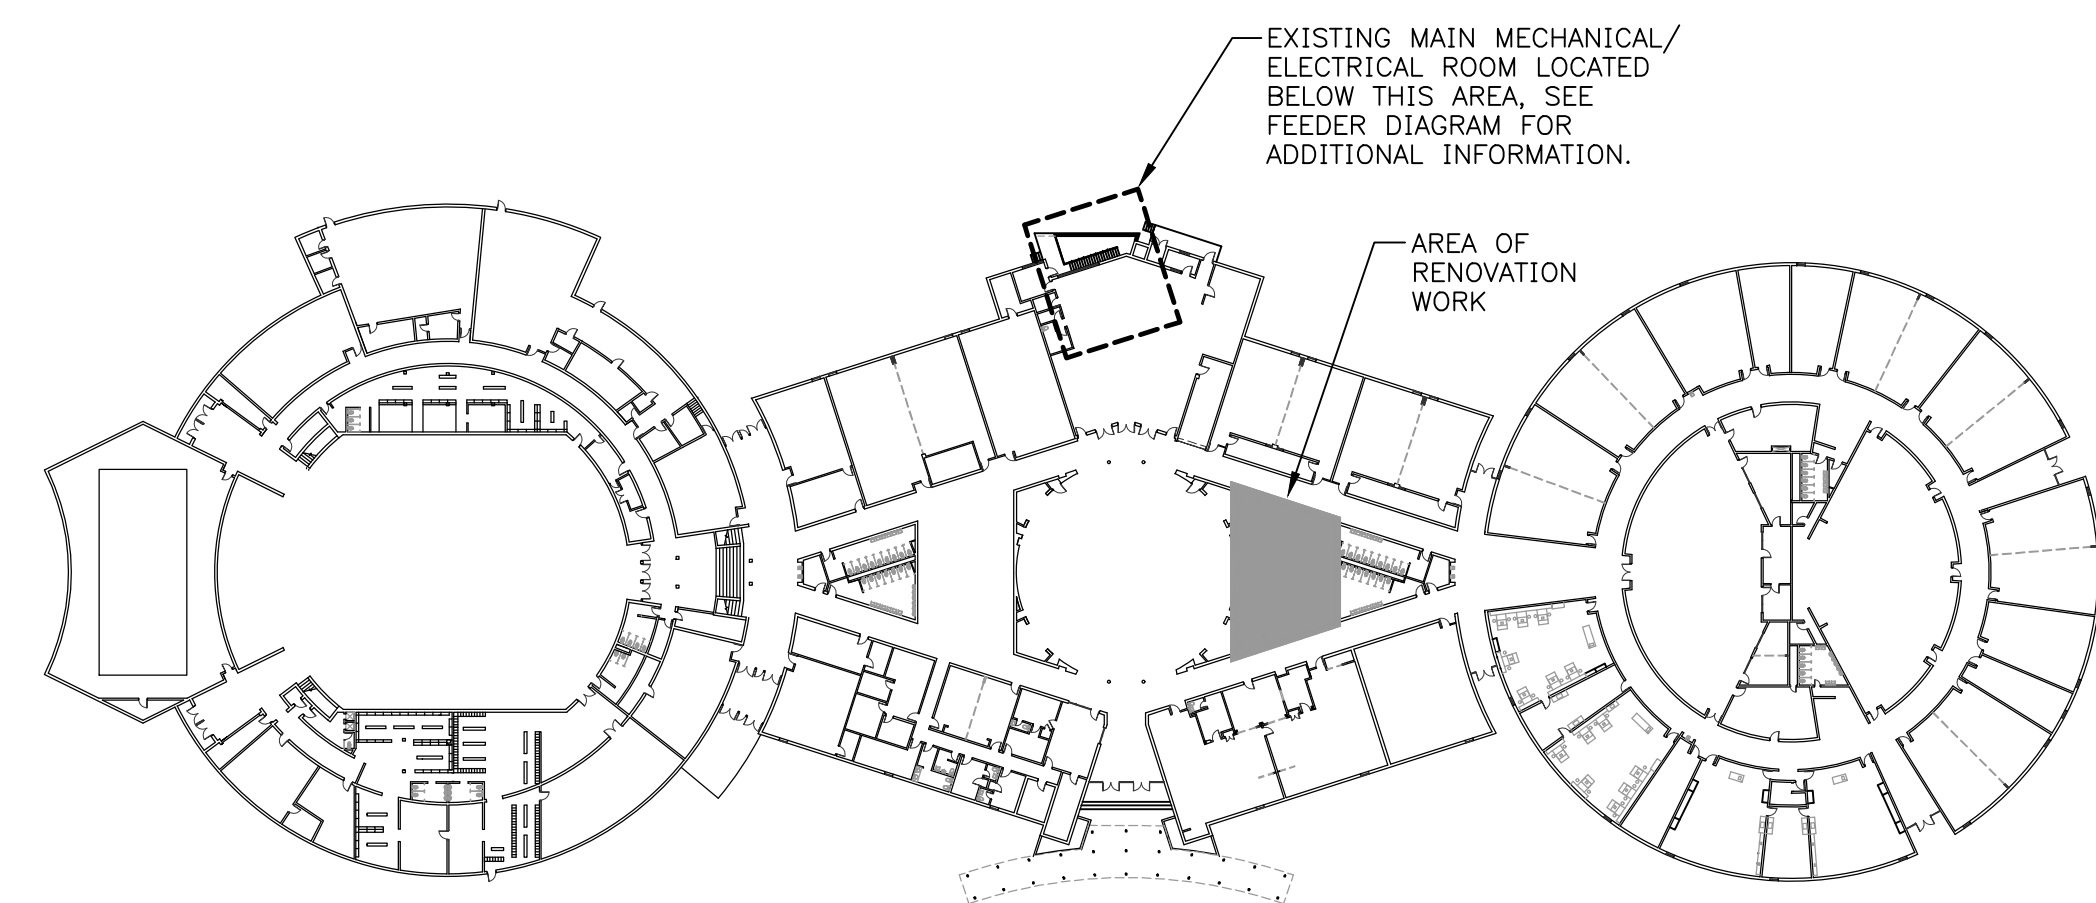 EXISTING MAIN MECHANICAL/
ELECTRICAL ROOM LOCATED
BELOW THIS AREA, SEE
FEEDER DIAGRAM FOR
ADDITIONAL INFORMATION.
AREA OF
RENOVATION
WORK